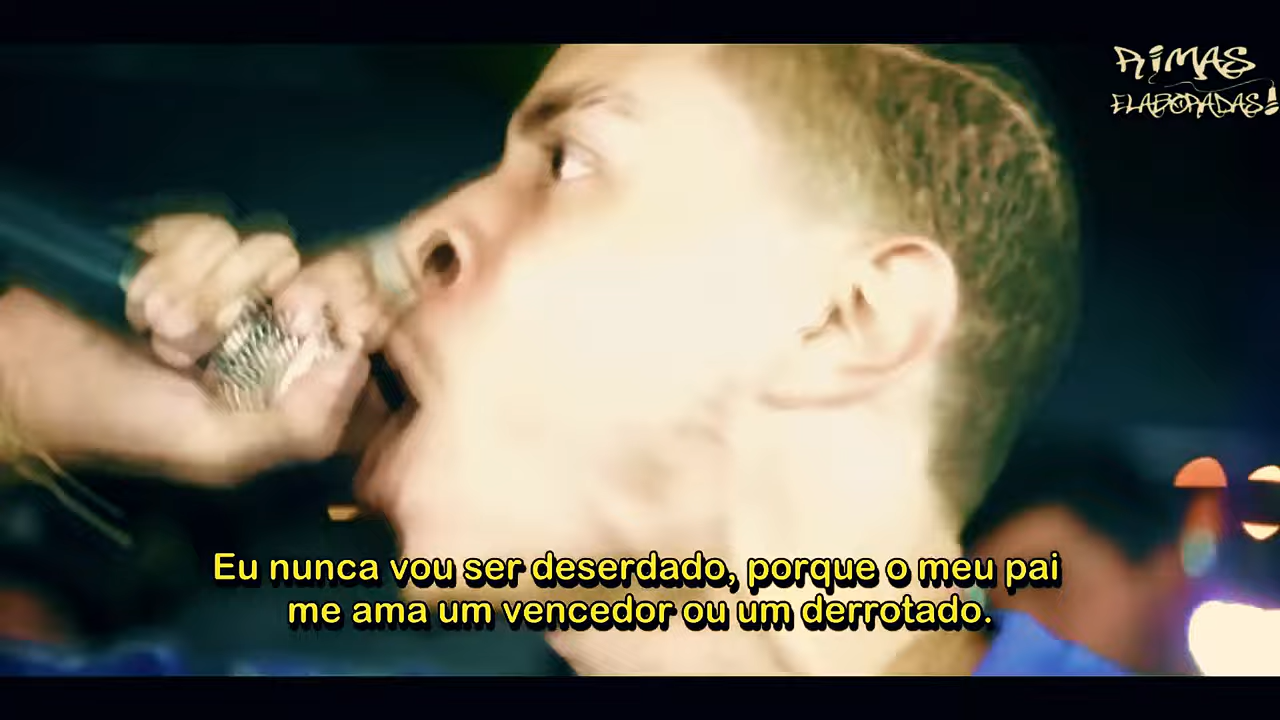 RIMAS
ELABORADAS!
Eu nunca vou ser deserdado, porque o meu pai
me ama um vencedor ou um derrotado.